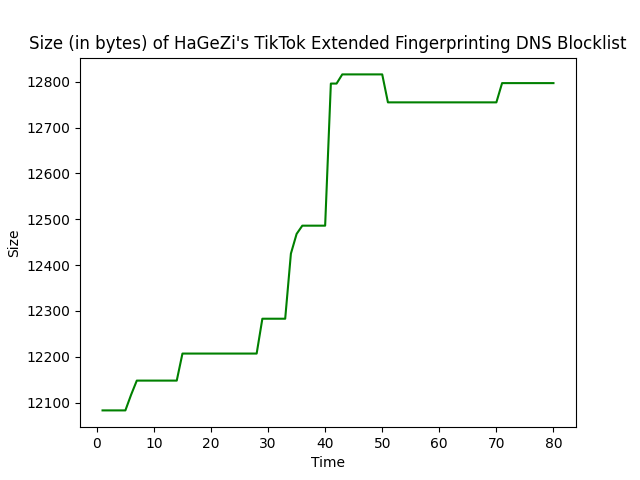 Size (in bytes) of HaGeZi's TikTok Extended Fingerprinting DNS Blocklist
12800
12700
12600
12500
12400
12300
12200
12100
Size
0 10 20 30 40 50 60 70 80
Time